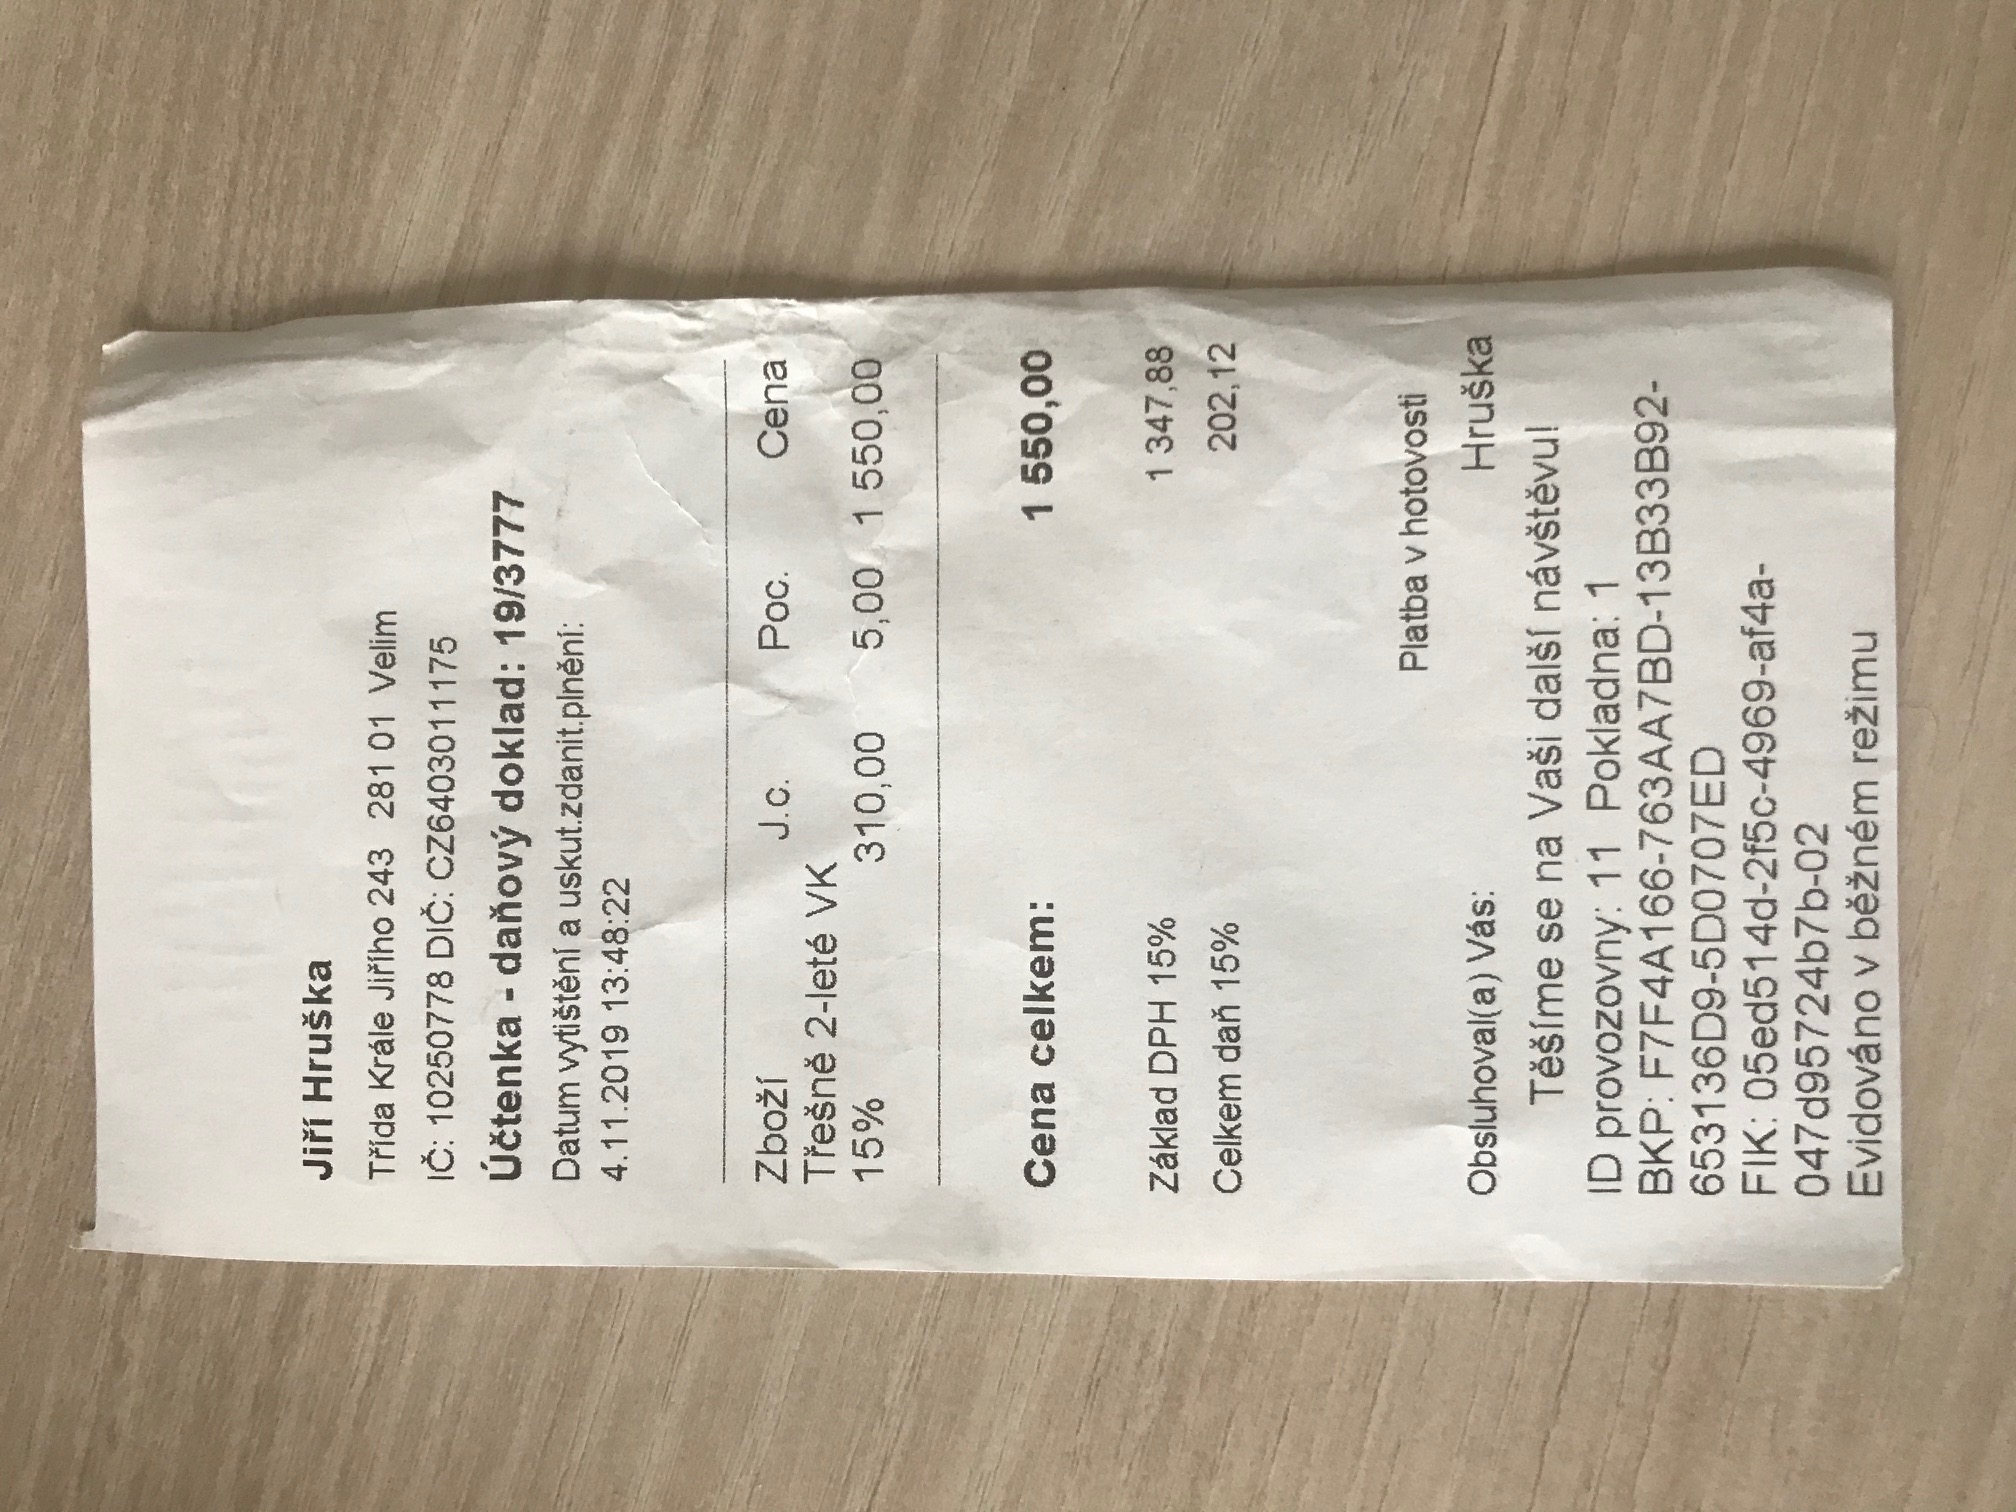 Jiří Hruška
Třída Krále Jiřího 243 281 01 Velim
IČ: 10250778 DIČ: CZ6403011175
Účtenka - daňový doklad: 19/3777
Datum vytištění a uskut.zdanit.plnění:
4.11.2019 13:48:22
Zboží J.c. Poc. Cena
Třešně 2-leté VK
15% 310,00 5,00 1 550,00
Cena celkem: 1 550,00
Základ DPH 15% 1 347,88
Celkem daň 15% 202,12
Platba v hotovosti
Obsluhoval(a) Vás: Hruška
Těšíme se na Vaši další návštěvu!
ID provozovny: 11 Pokladna: 1
BKP: F7F4A166-763AA7BD-13B33B92-
653136D9-5D0707ED
FIK: 05ed514d-2f5c-4969-af4a-
047d95724b7b-02
Evidováno v běžném režimu